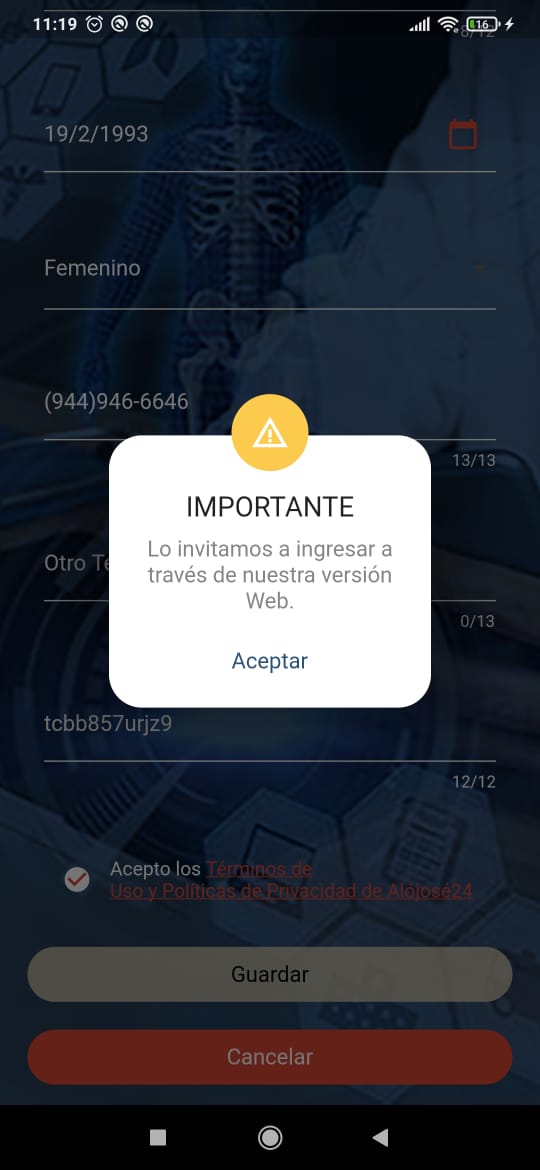 11:19
16
8/12
19/2/1993
Femenino
(944)946-6646
13/13
IMPORTANTE
Lo invitamos a ingresar a
través de nuestra versión
Web.
Aceptar
Otro Te
0/13
tcbb857urjz9
12/12
Acepto los Términos de
Uso y Políticas de Privacidad de Alójosé24
Guardar
Cancelar